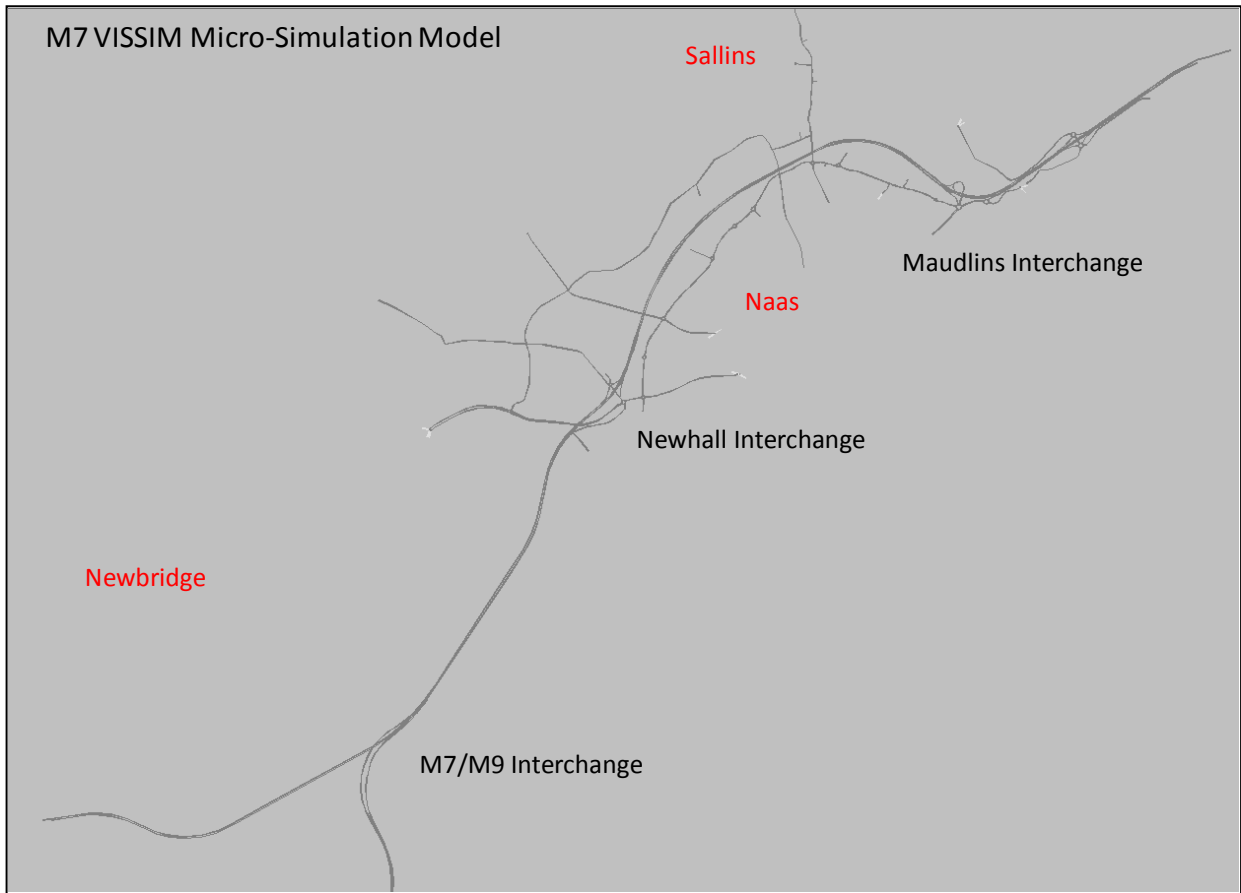 M7 VISSIM Micro-Simulation Model
Sallins
Maudlins Interchange
Naas
Newhall Interchange
Newbridge
M7/M9 Interchange